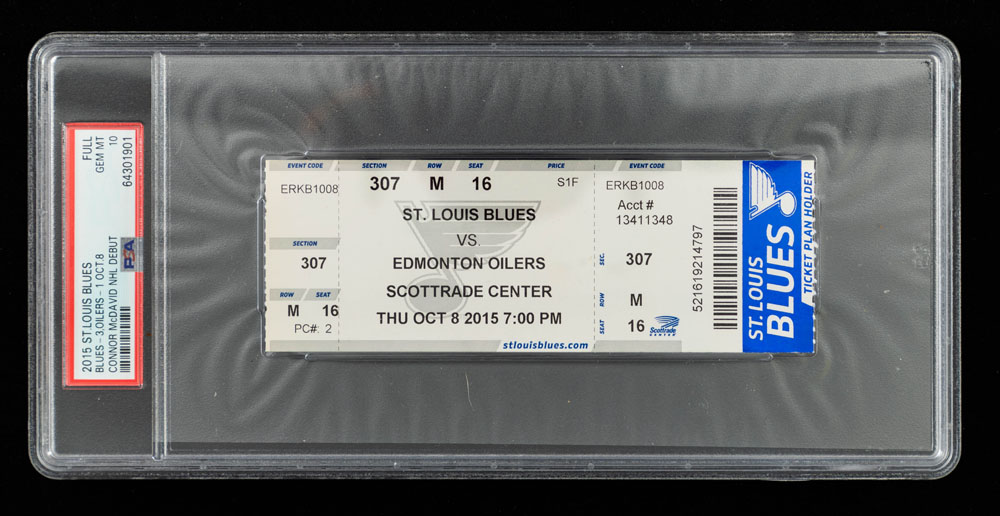 2015 ST.LOUIS BLUES
BLUES - 3.OILERS - 1 OCT.8
CONNOR McDAVID NHL DEBUT
FULL
GEM MT
10
64301901
PSA
EVENT CODE
ERKB1008
SECTION
307
ROW SEAT
M 16
PC#: 2
SECTION ROW SEAT PRICE
307 M 16 S1F
ST. LOUIS BLUES
VS.
EDMONTON OILERS
SCOTTRADE CENTER
THU OCT 8 2015 7:00 PM
stlouisblues.com
EVENT CODE
ERKB1008
Acct #
13411348
SEC. 307
ROW M
SEAT 16
Scottrade
CENTER
521619214797
ST. LOUIS
BLUES
TICKET PLAN HOLDER